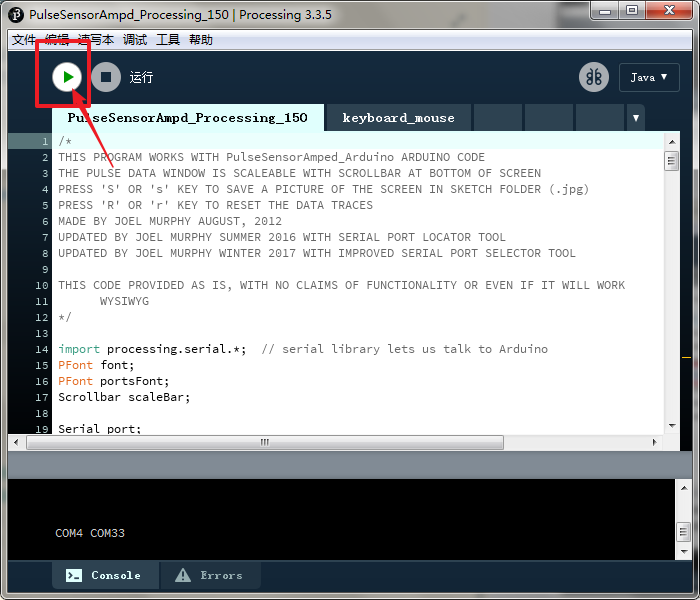 PulseSensorAmpd_Processing_150 | Processing 3.3.5
文件 编辑 速写本 调试 工具 帮助
运行
Java ▼
PulseSensorAmpd_Processing_150 keyboard_mouse ▼
1 /*
2 THIS PROGRAM WORKS WITH PulseSensorAmped_Arduino ARDUINO CODE
3 THE PULSE DATA WINDOW IS SCALEABLE WITH SCROLLBAR AT BOTTOM OF SCREEN
4 PRESS 'S' OR 's' KEY TO SAVE A PICTURE OF THE SCREEN IN SKETCH FOLDER (.jpg)
5 PRESS 'R' OR 'r' KEY TO RESET THE DATA TRACES
6 MADE BY JOEL MURPHY AUGUST, 2012
7 UPDATED BY JOEL MURPHY SUMMER 2016 WITH SERIAL PORT LOCATOR TOOL
8 UPDATED BY JOEL MURPHY WINTER 2017 WITH IMPROVED SERIAL PORT SELECTOR TOOL
9
10 THIS CODE PROVIDED AS IS, WITH NO CLAIMS OF FUNCTIONALITY OR EVEN IF IT WILL WORK
11 WYSIWYG
12 */
13
14 import processing.serial.*;  // serial library lets us talk to Arduino
15 PFont font;
16 PFont portsFont;
17 Scrollbar scaleBar;
18
19 Serial port;
COM4 COM33
Console Errors